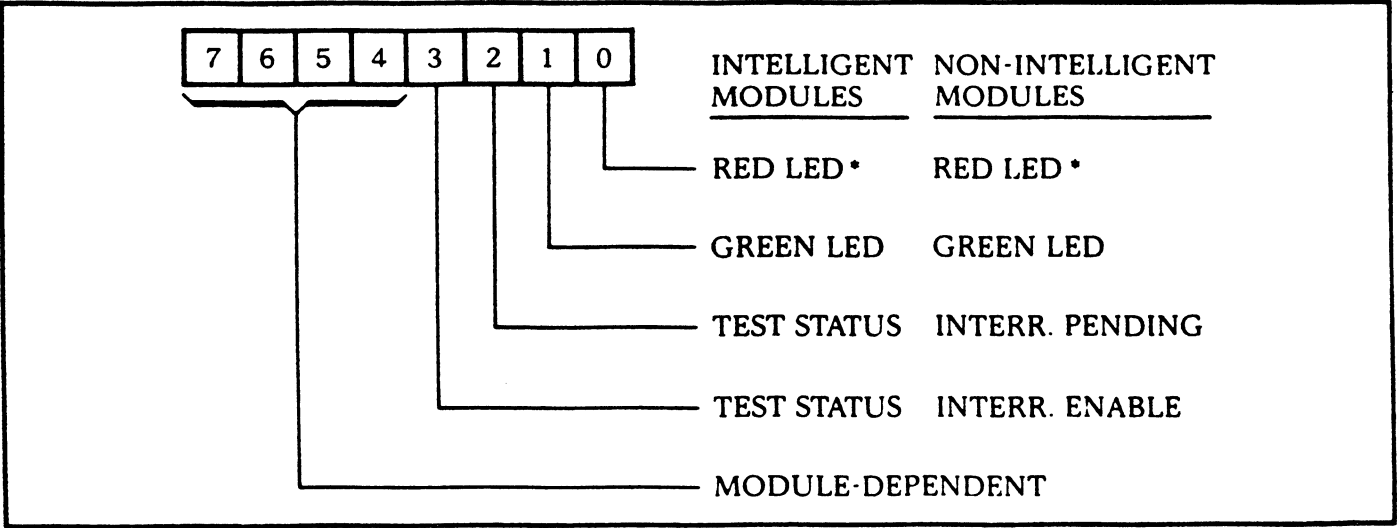 7 6 5 4 3 2 1 0
INTELLIGENT NON-INTELLIGENT
MODULES MODULES
RED LED* RED LED*
GREEN LED GREEN LED
TEST STATUS INTERR. PENDING
TEST STATUS INTERR. ENABLE
MODULE-DEPENDENT